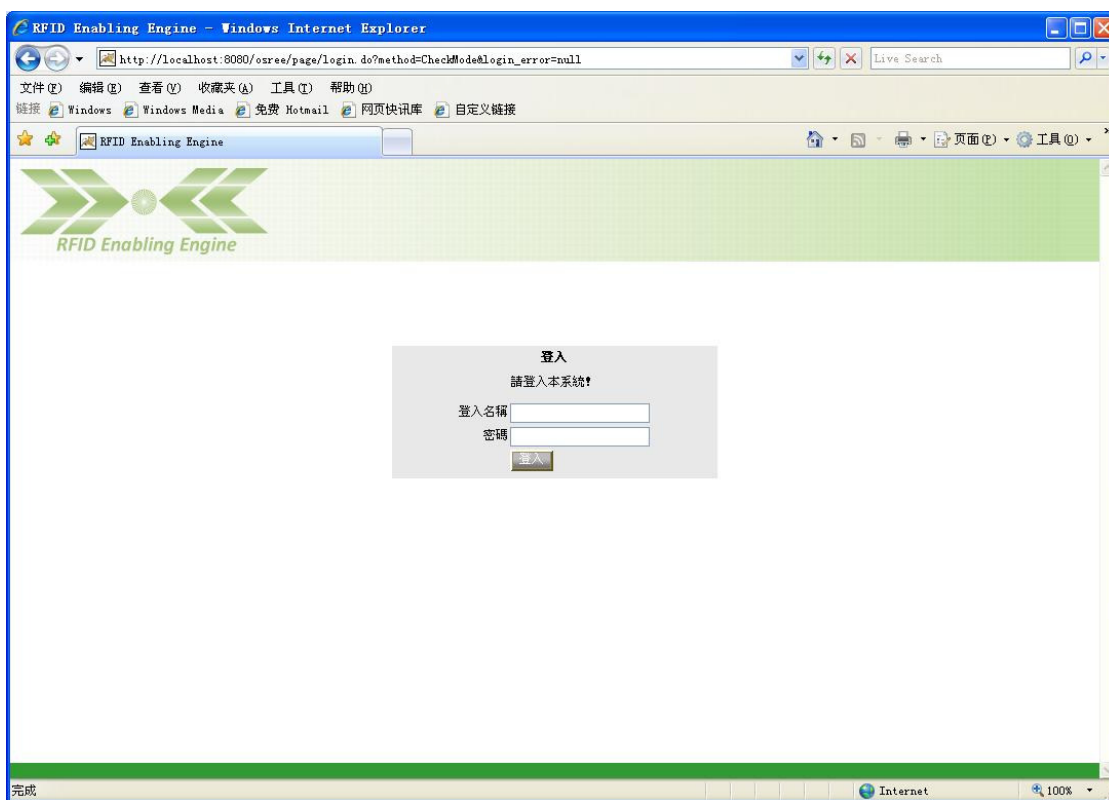 RFID Enabling Engine - Windows Internet Explorer
http://localhost:8080/osree/page/login.do?method=CheckMode&login_error=null
Live Search
文件(F) 编辑(E) 查看(V) 收藏夹(A) 工具(T) 帮助(H)
链接 Windows Windows Media 免费 Hotmail 网页快讯库 自定义链接
RFID Enabling Engine
页面(P) 工具(O)
RFID Enabling Engine
登入
請登入本系統!
登入名稱
密碼
登入
完成 Internet 100%